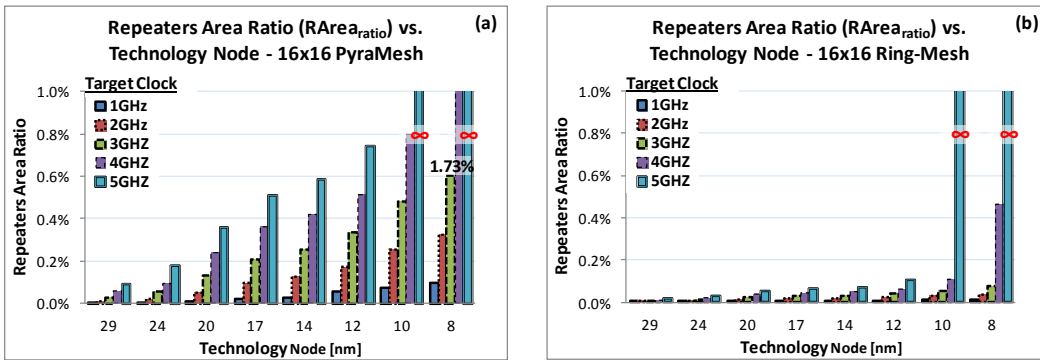 Repeaters Area Ratio (RArea_ratio) vs.
Technology Node - 16x16 PyraMesh
(a)
Target Clock
1GHz
2GHz
3GHZ
4GHZ
5GHZ
1.0%
0.8%
0.6%
0.4%
0.2%
0.0%
Repeaters Area Ratio
∞
∞
1.73%
29 24 20 17 14 12 10 8
Technology Node [nm]
Repeaters Area Ratio (RArea_ratio) vs.
Technology Node - 16x16 Ring-Mesh
(b)
Target Clock
1GHz
2GHz
3GHZ
4GHZ
5GHZ
1.0%
0.8%
0.6%
0.4%
0.2%
0.0%
Repeaters Area Ratio
∞
∞
29 24 20 17 14 12 10 8
Technology Node [nm]